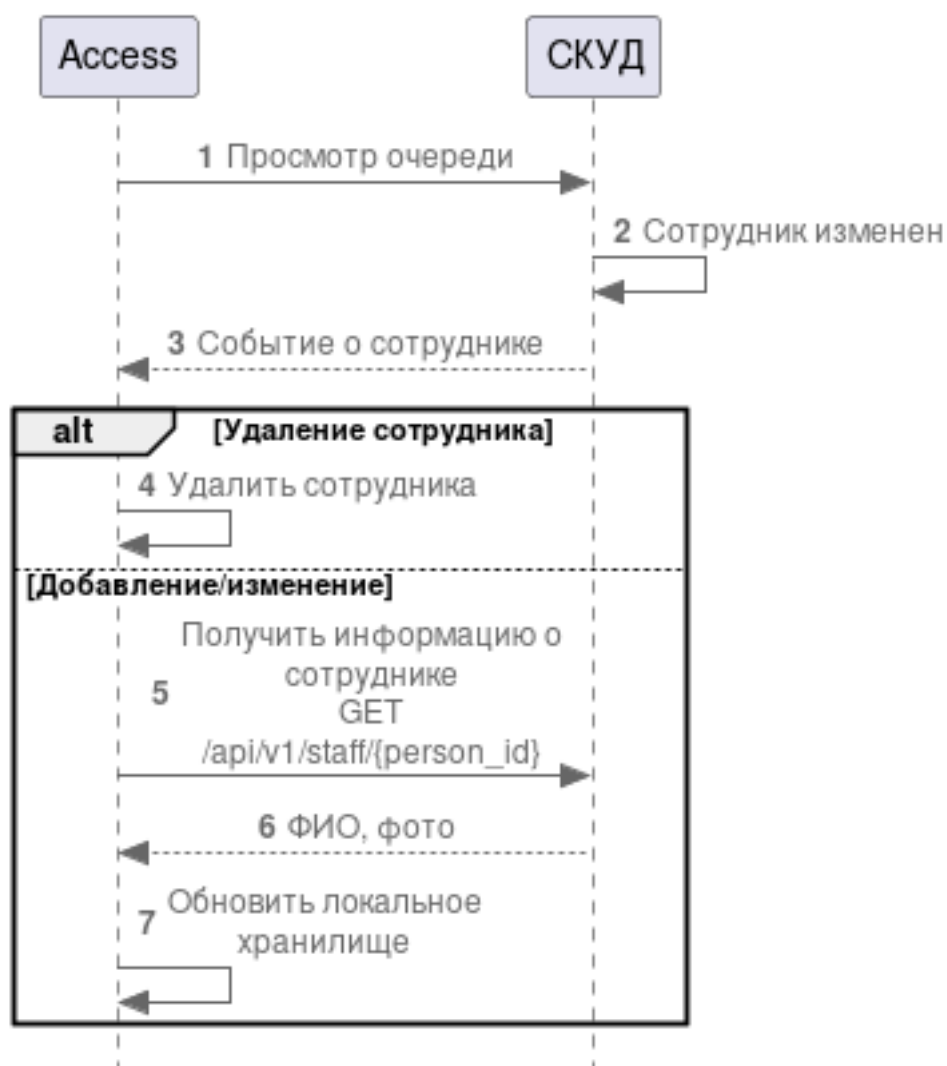 Access СКУД
1 Просмотр очереди
2 Сотрудник изменен
3 Событие о сотруднике
alt [Удаление сотрудника]
4 Удалить сотрудника
[Добавление/изменение]
Получить информацию о
сотруднике
5
GET
/api/v1/staff/{person_id}
6 ФИО, фото
Обновить локальное
7
хранилище